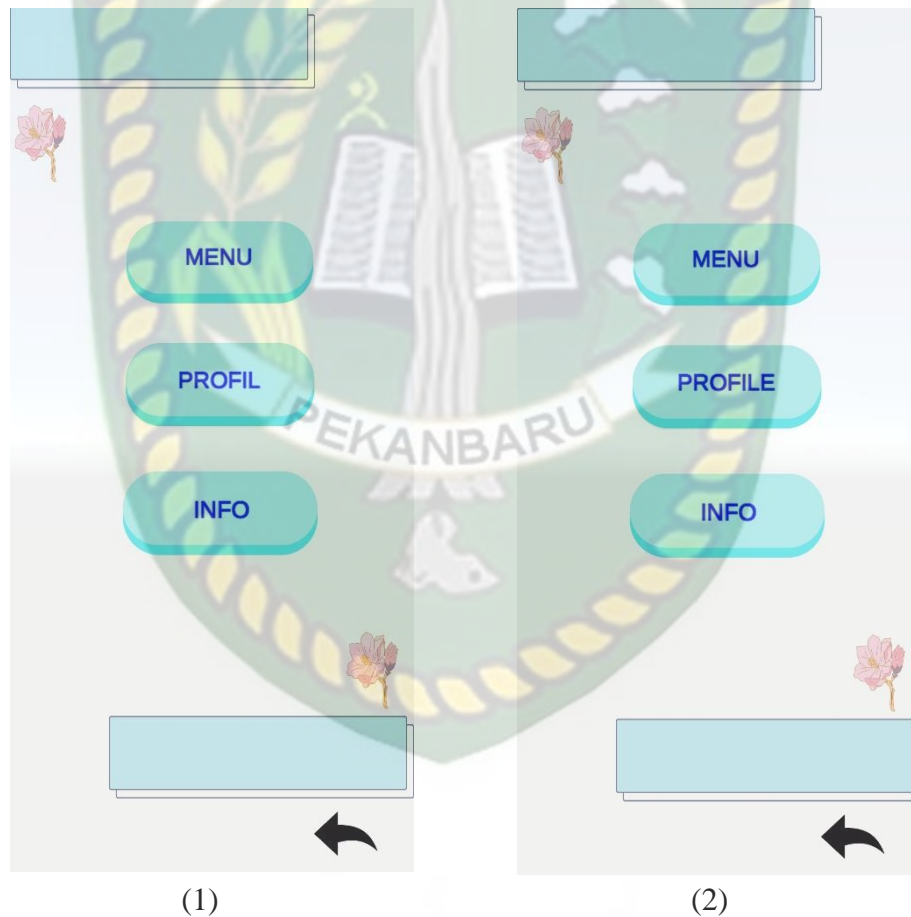 MENU
PROFIL
INFO
MENU
PROFILE
INFO
PEKANBARU
(1)
(2)